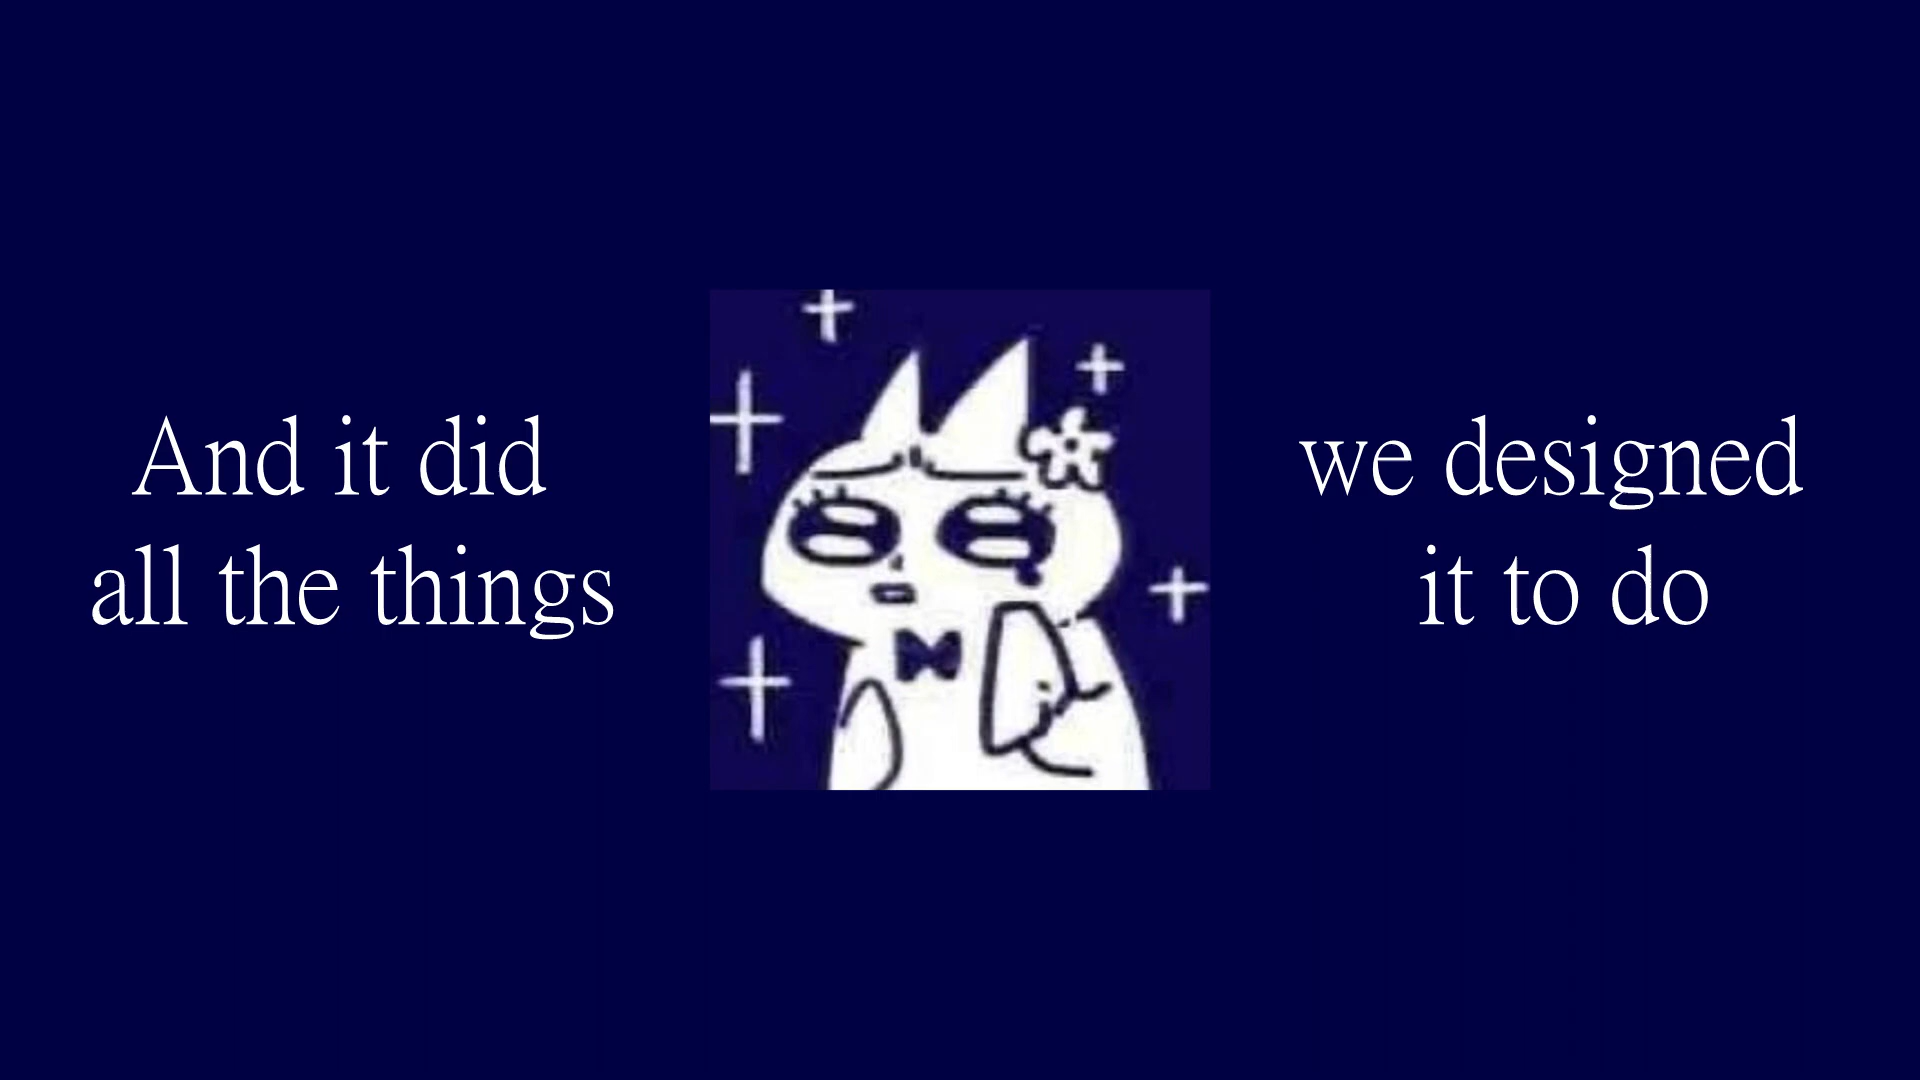 And it did
all the things
we designed
it to do